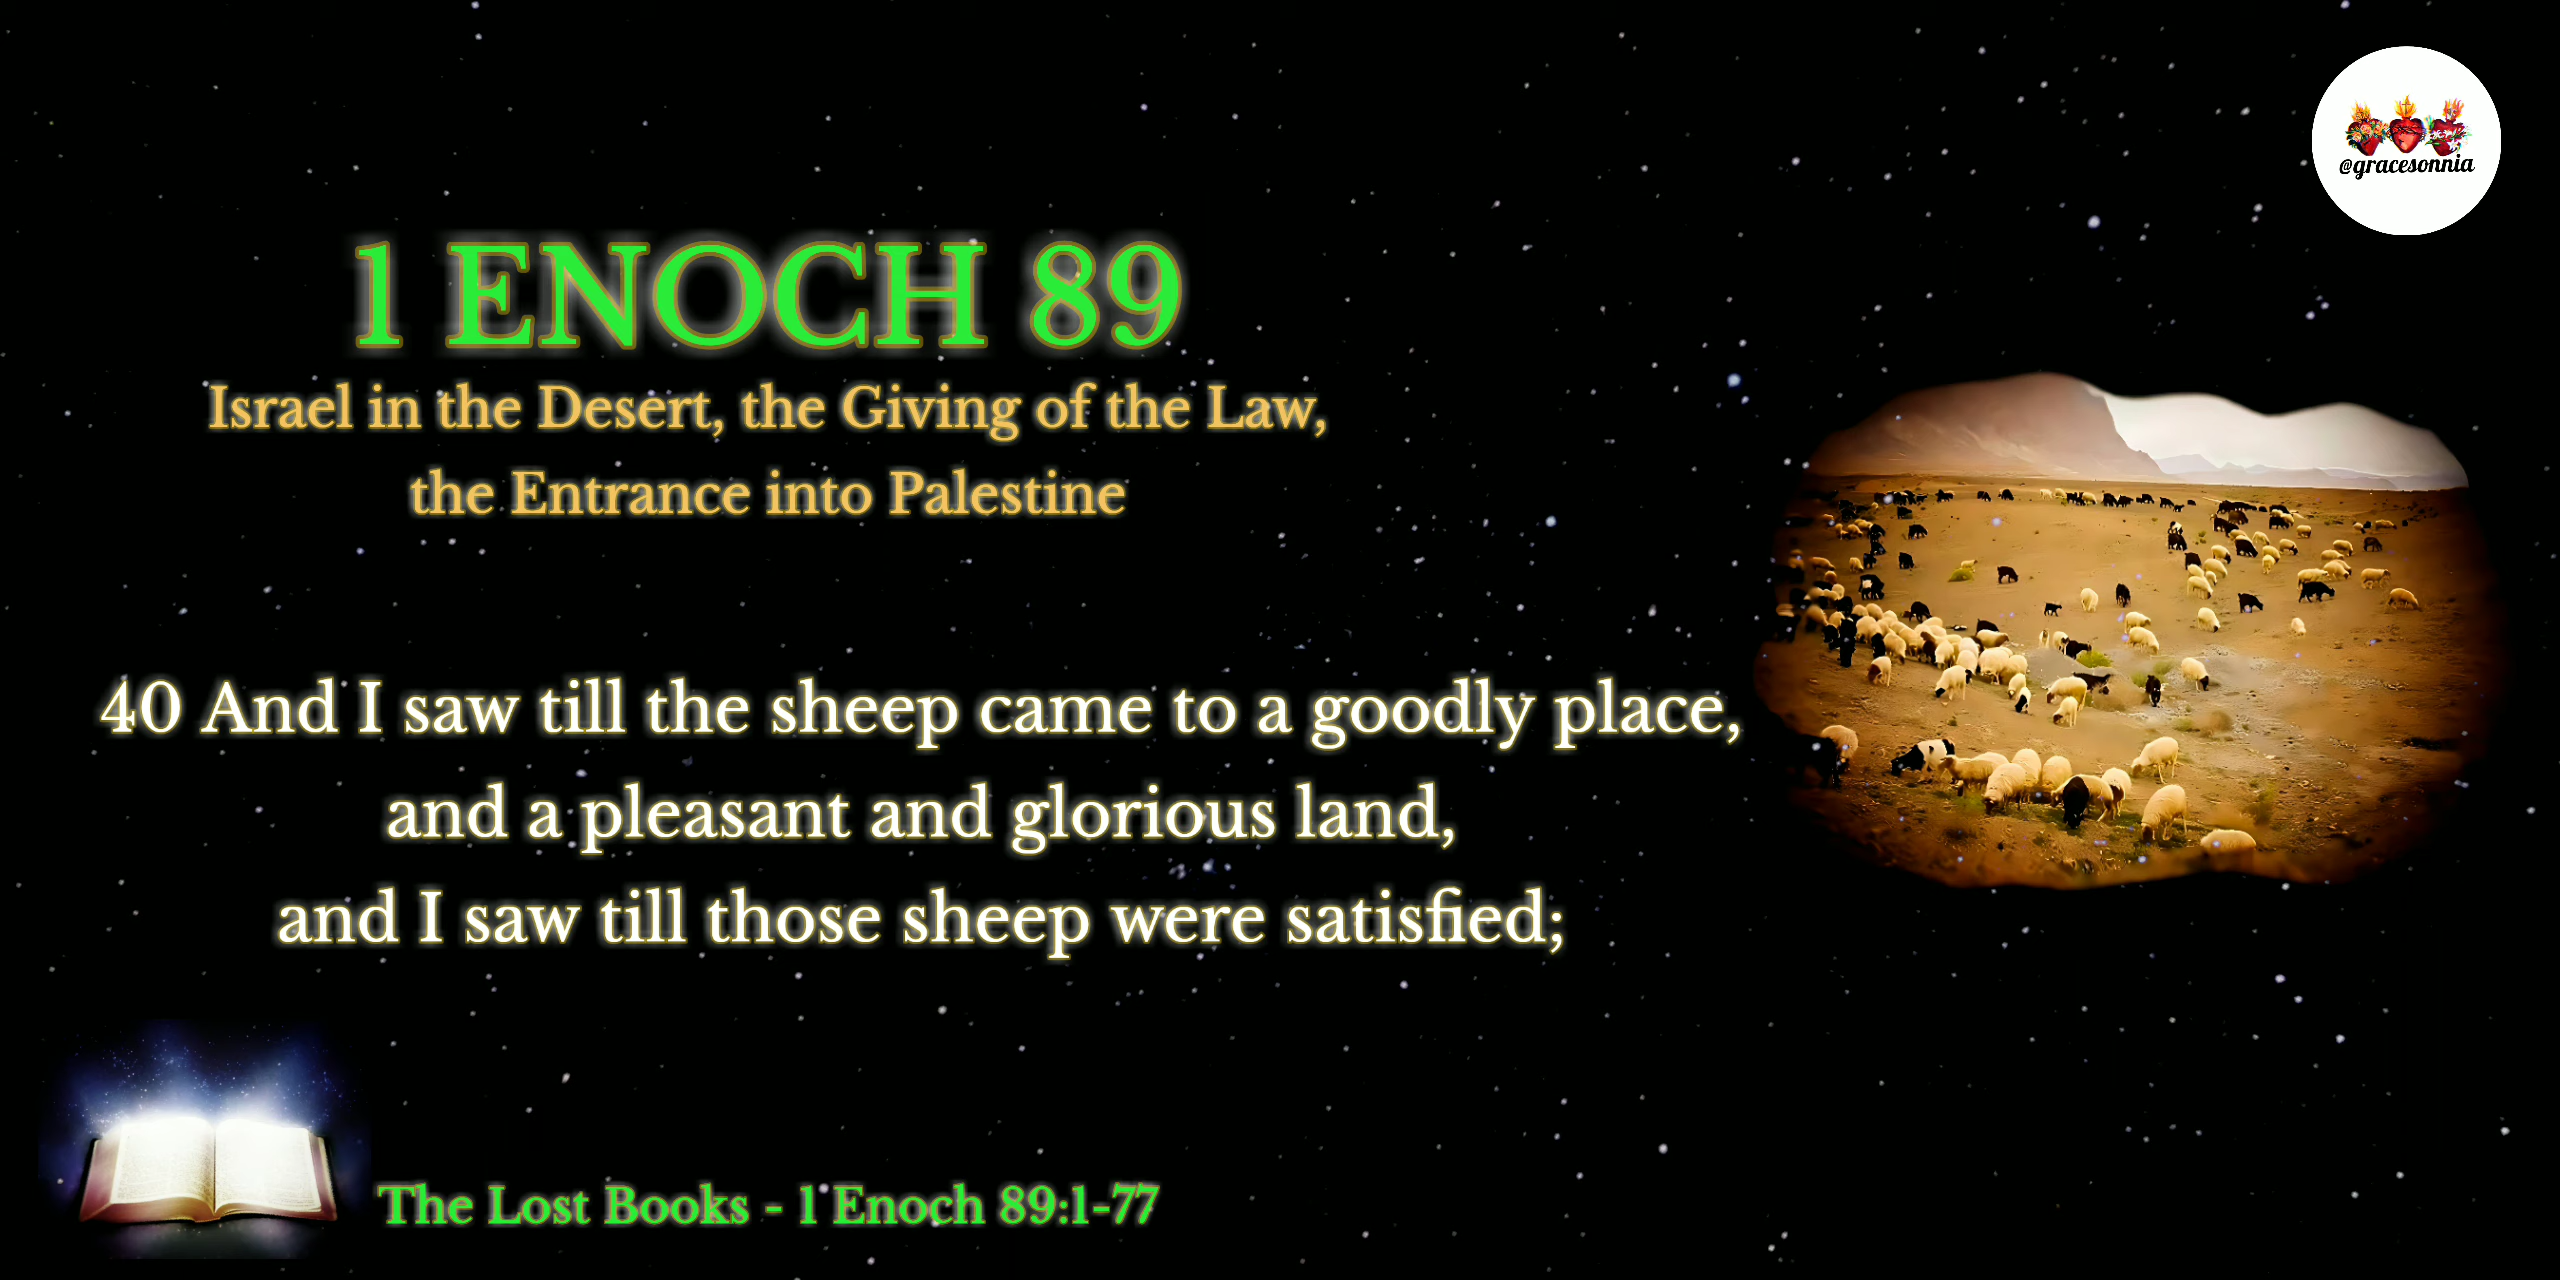 @gracesonnia
1 ENOCH 89
Israel in the Desert, the Giving of the Law,
the Entrance into Palestine
40 And I saw till the sheep came to a goodly place,
and a pleasant and glorious land,
and I saw till those sheep were satisfied;
The Lost Books - 1 Enoch 89:1-77